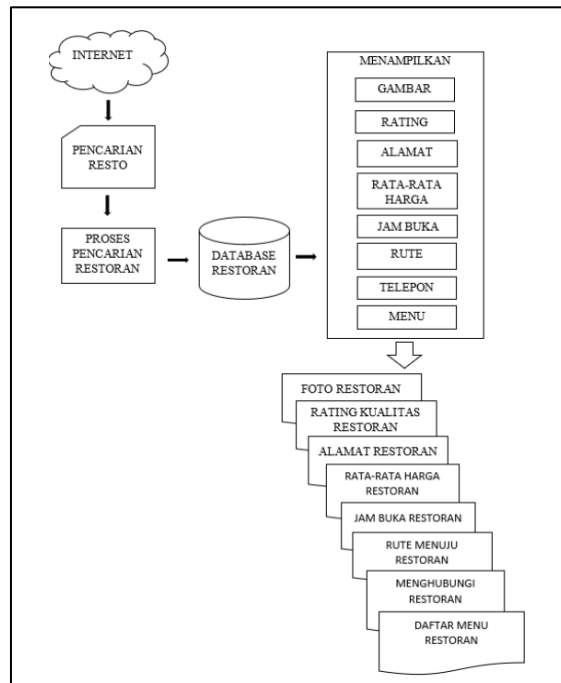 INTERNET
PENCARIAN
RESTO
PROSES
PENCARIAN
RESTORAN
DATABASE
RESTORAN
MENAMPILKAN
GAMBAR
RATING
ALAMAT
RATA-RATA
HARGA
JAM BUKA
RUTE
TELEPON
MENU
FOTO RESTORAN
RATING KUALITAS
RESTORAN
ALAMAT RESTORAN
RATA-RATA HARGA
RESTORAN
JAM BUKA RESTORAN
RUTE MENUJU
RESTORAN
MENGHUBUNGI
RESTORAN
DAFTAR MENU
RESTORAN